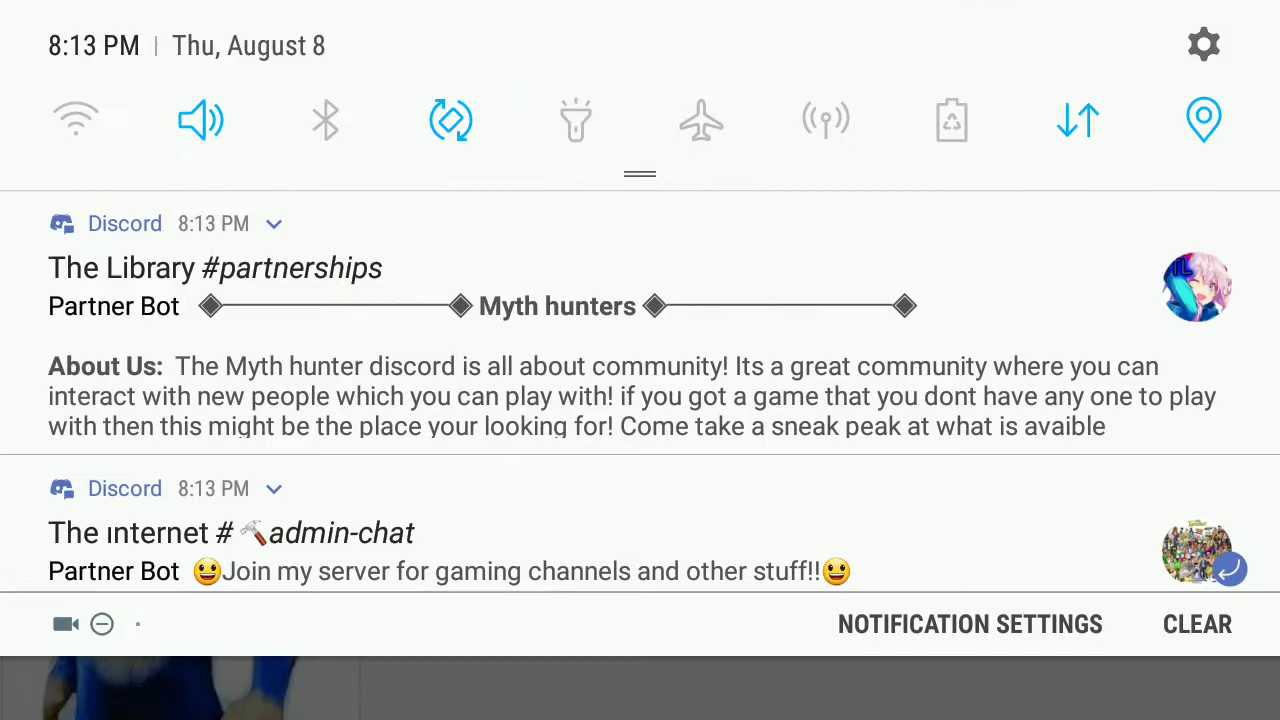 8:13 PM | Thu, August 8
Discord 8:13 PM
The Library #partnerships
TL
Partner Bot ◈────────◈ Myth hunters ◈────────◈
About Us: The Myth hunter discord is all about community! Its a great community where you can
interact with new people which you can play with! if you got a game that you dont have any one to play
with then this might be the place your looking for! Come take a sneak peak at what is avaible
Discord 8:13 PM
The ınternet # 🔨admin-chat
Partner Bot 😀Join my server for gaming channels and other stuff!!😀
NOTIFICATION SETTINGS CLEAR